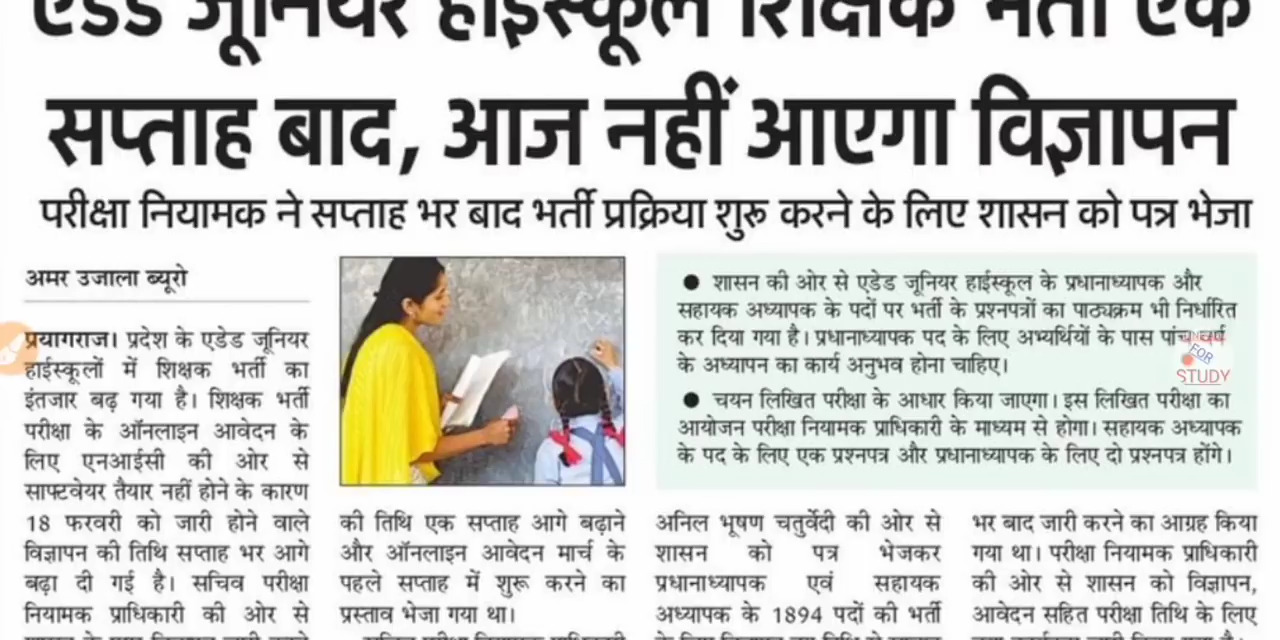 एडेड जूनियर हाईस्कूल शिक्षक भर्ती एक
सप्ताह बाद, आज नहीं आएगा विज्ञापन
परीक्षा नियामक ने सप्ताह भर बाद भर्ती प्रक्रिया शुरू करने के लिए शासन को पत्र भेजा
अमर उजाला ब्यूरो
प्रयागराज। प्रदेश के एडेड जूनियर
हाईस्कूलों में शिक्षक भर्ती का
इंतजार बढ़ गया है। शिक्षक भर्ती
परीक्षा के ऑनलाइन आवेदन के
लिए एनआईसी की ओर से
साफ्टवेयर तैयार नहीं होने के कारण
18 फरवरी को जारी होने वाले
विज्ञापन की तिथि सप्ताह भर आगे
बढ़ा दी गई है। सचिव परीक्षा
नियामक प्राधिकारी की ओर से
की तिथि एक सप्ताह आगे बढ़ाने
और ऑनलाइन आवेदन मार्च के
पहले सप्ताह में शुरू करने का
प्रस्ताव भेजा गया था।
● शासन की ओर से एडेड जूनियर हाईस्कूल के प्रधानाध्यापक और
सहायक अध्यापक के पदों पर भर्ती के प्रश्नपत्रों का पाठ्यक्रम भी निर्धारित
कर दिया गया है। प्रधानाध्यापक पद के लिए अभ्यर्थियों के पास पांच वर्ष
के अध्यापन का कार्य अनुभव होना चाहिए।
● चयन लिखित परीक्षा के आधार किया जाएगा। इस लिखित परीक्षा का
आयोजन परीक्षा नियामक प्राधिकारी के माध्यम से होगा। सहायक अध्यापक
के पद के लिए एक प्रश्नपत्र और प्रधानाध्यापक के लिए दो प्रश्नपत्र होंगे।
FOR
STUDY
अनिल भूषण चतुर्वेदी की ओर से
शासन को पत्र भेजकर
प्रधानाध्यापक एवं सहायक
अध्यापक के 1894 पदों की भर्ती
भर बाद जारी करने का आग्रह किया
गया था। परीक्षा नियामक प्राधिकारी
की ओर से शासन को विज्ञापन,
आवेदन सहित परीक्षा तिथि के लिए